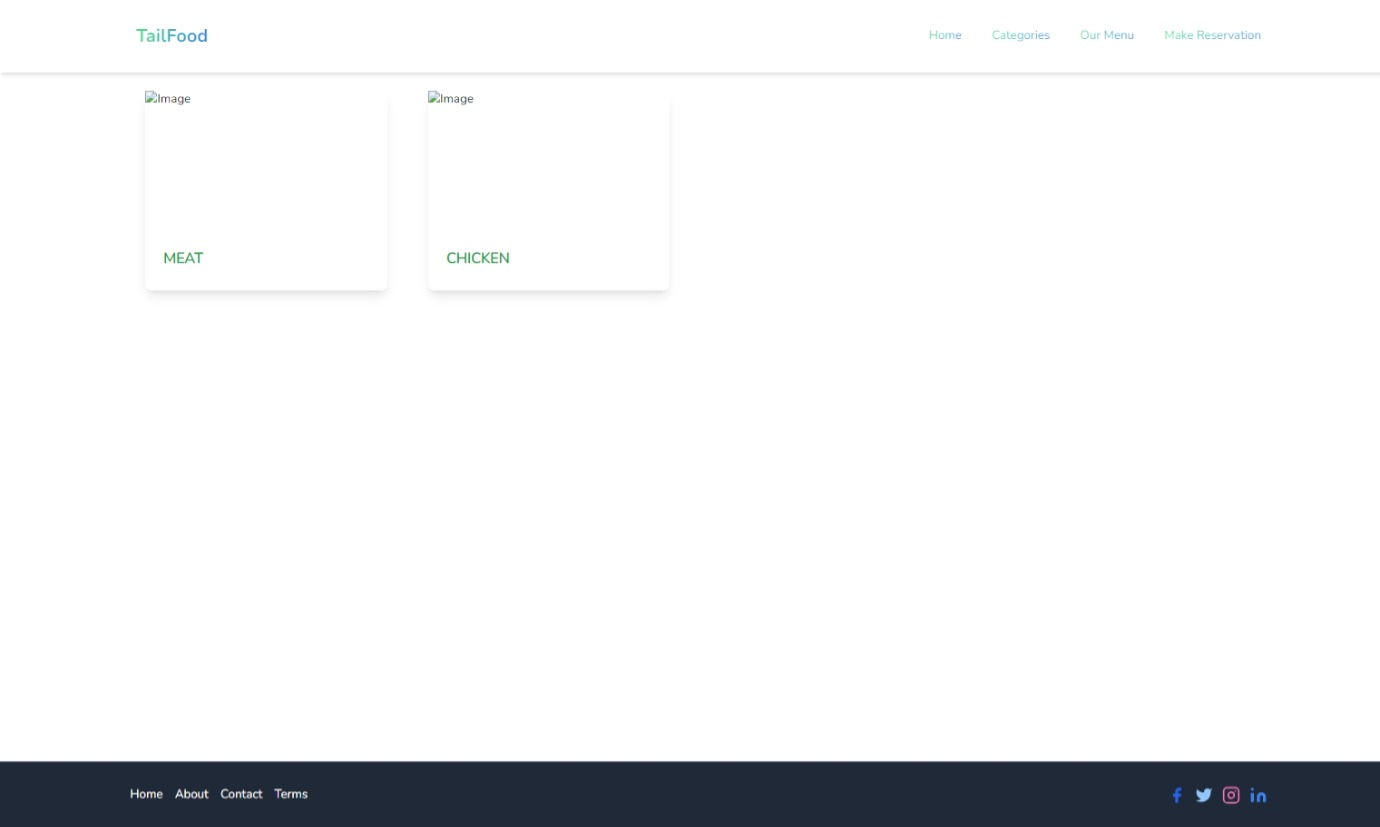 TailFood
Home Categories Our Menu Make Reservation
Image Image
MEAT CHICKEN
Home About Contact Terms